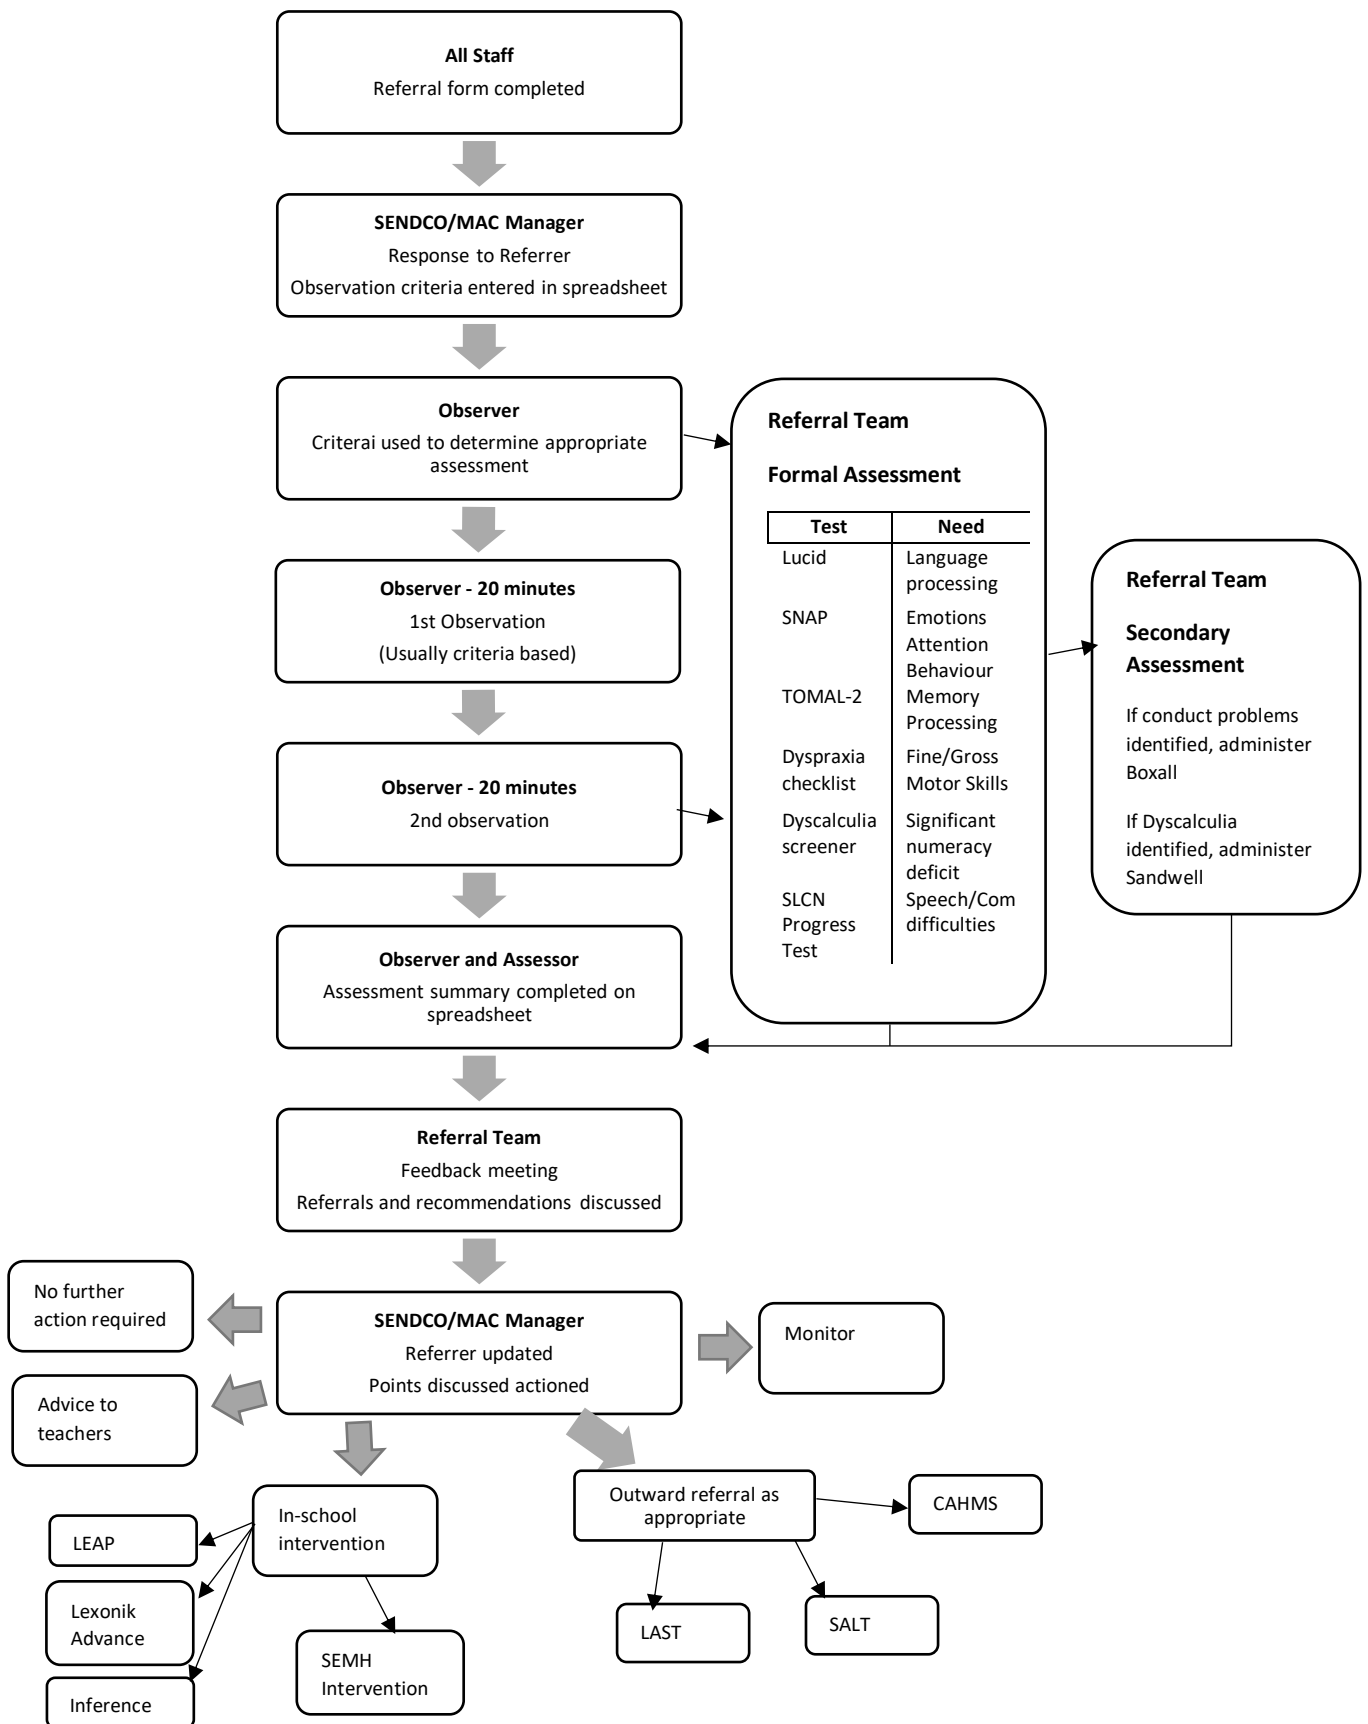 All Staff
Referral form completed
SENDCO/MAC Manager
Response to Referrer
Observation criteria entered in spreadsheet
Observer
Criterai used to determine appropriate
assessment
Observer - 20 minutes
1st Observation
(Usually criteria based)
Observer - 20 minutes
2nd observation
Observer and Assessor
Assessment summary completed on
spreadsheet
Referral Team
Formal Assessment
Test Need
Lucid Language
processing
SNAP Emotions
Attention
Behaviour
TOMAL-2 Memory
Processing
Dyspraxia Fine/Gross
checklist Motor Skills
Dyscalculia Significant
screener numeracy
deficit
SLCN Speech/Com
Progress difficulties
Test
Referral Team
Secondary
Assessment
If conduct problems
identified, administer
Boxall
If Dyscalculia
identified, administer
Sandwell
Referral Team
Feedback meeting
Referrals and recommendations discussed
SENDCO/MAC Manager
Referrer updated
Points discussed actioned
No further
action required
Advice to
teachers
Monitor
In-school
intervention
LEAP
Lexonik
Advance
Inference
SEMH
Intervention
Outward referral as
appropriate
CAHMS
LAST
SALT